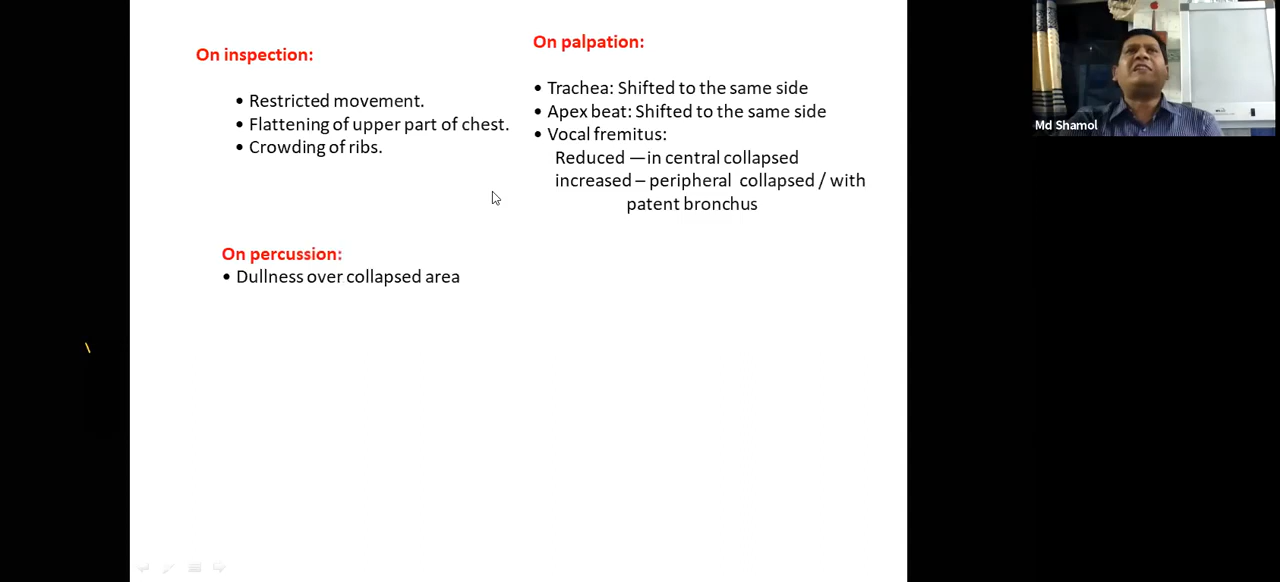 On inspection:
• Restricted movement.
• Flattening of upper part of chest.
• Crowding of ribs.
On palpation:
• Trachea: Shifted to the same side
• Apex beat: Shifted to the same side
• Vocal fremitus:
Reduced —in central collapsed
increased – peripheral collapsed / with
patent bronchus
On percussion:
• Dullness over collapsed area
Md Shamol